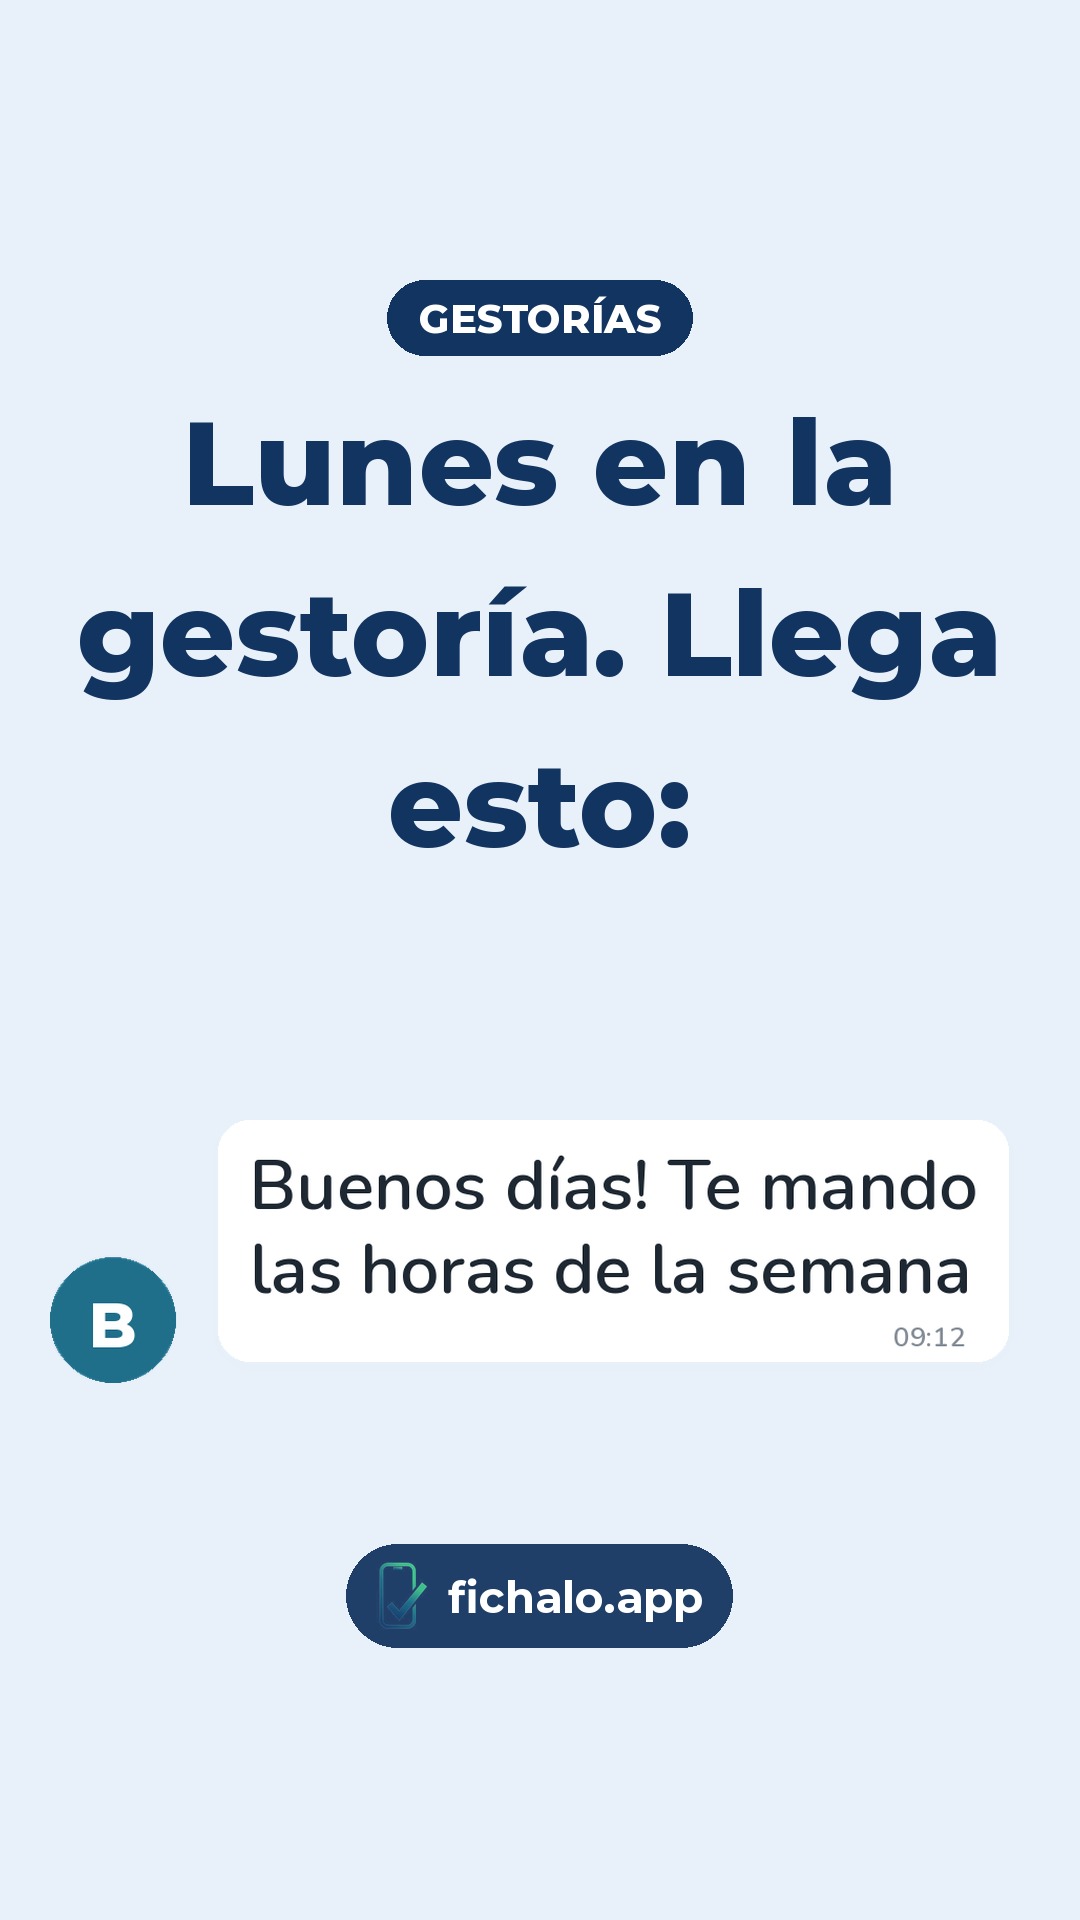 GESTORÍAS
Lunes en la
gestoría. Llega
esto:
Buenos días! Te mando
las horas de la semana
09:12
B
fichalo.app